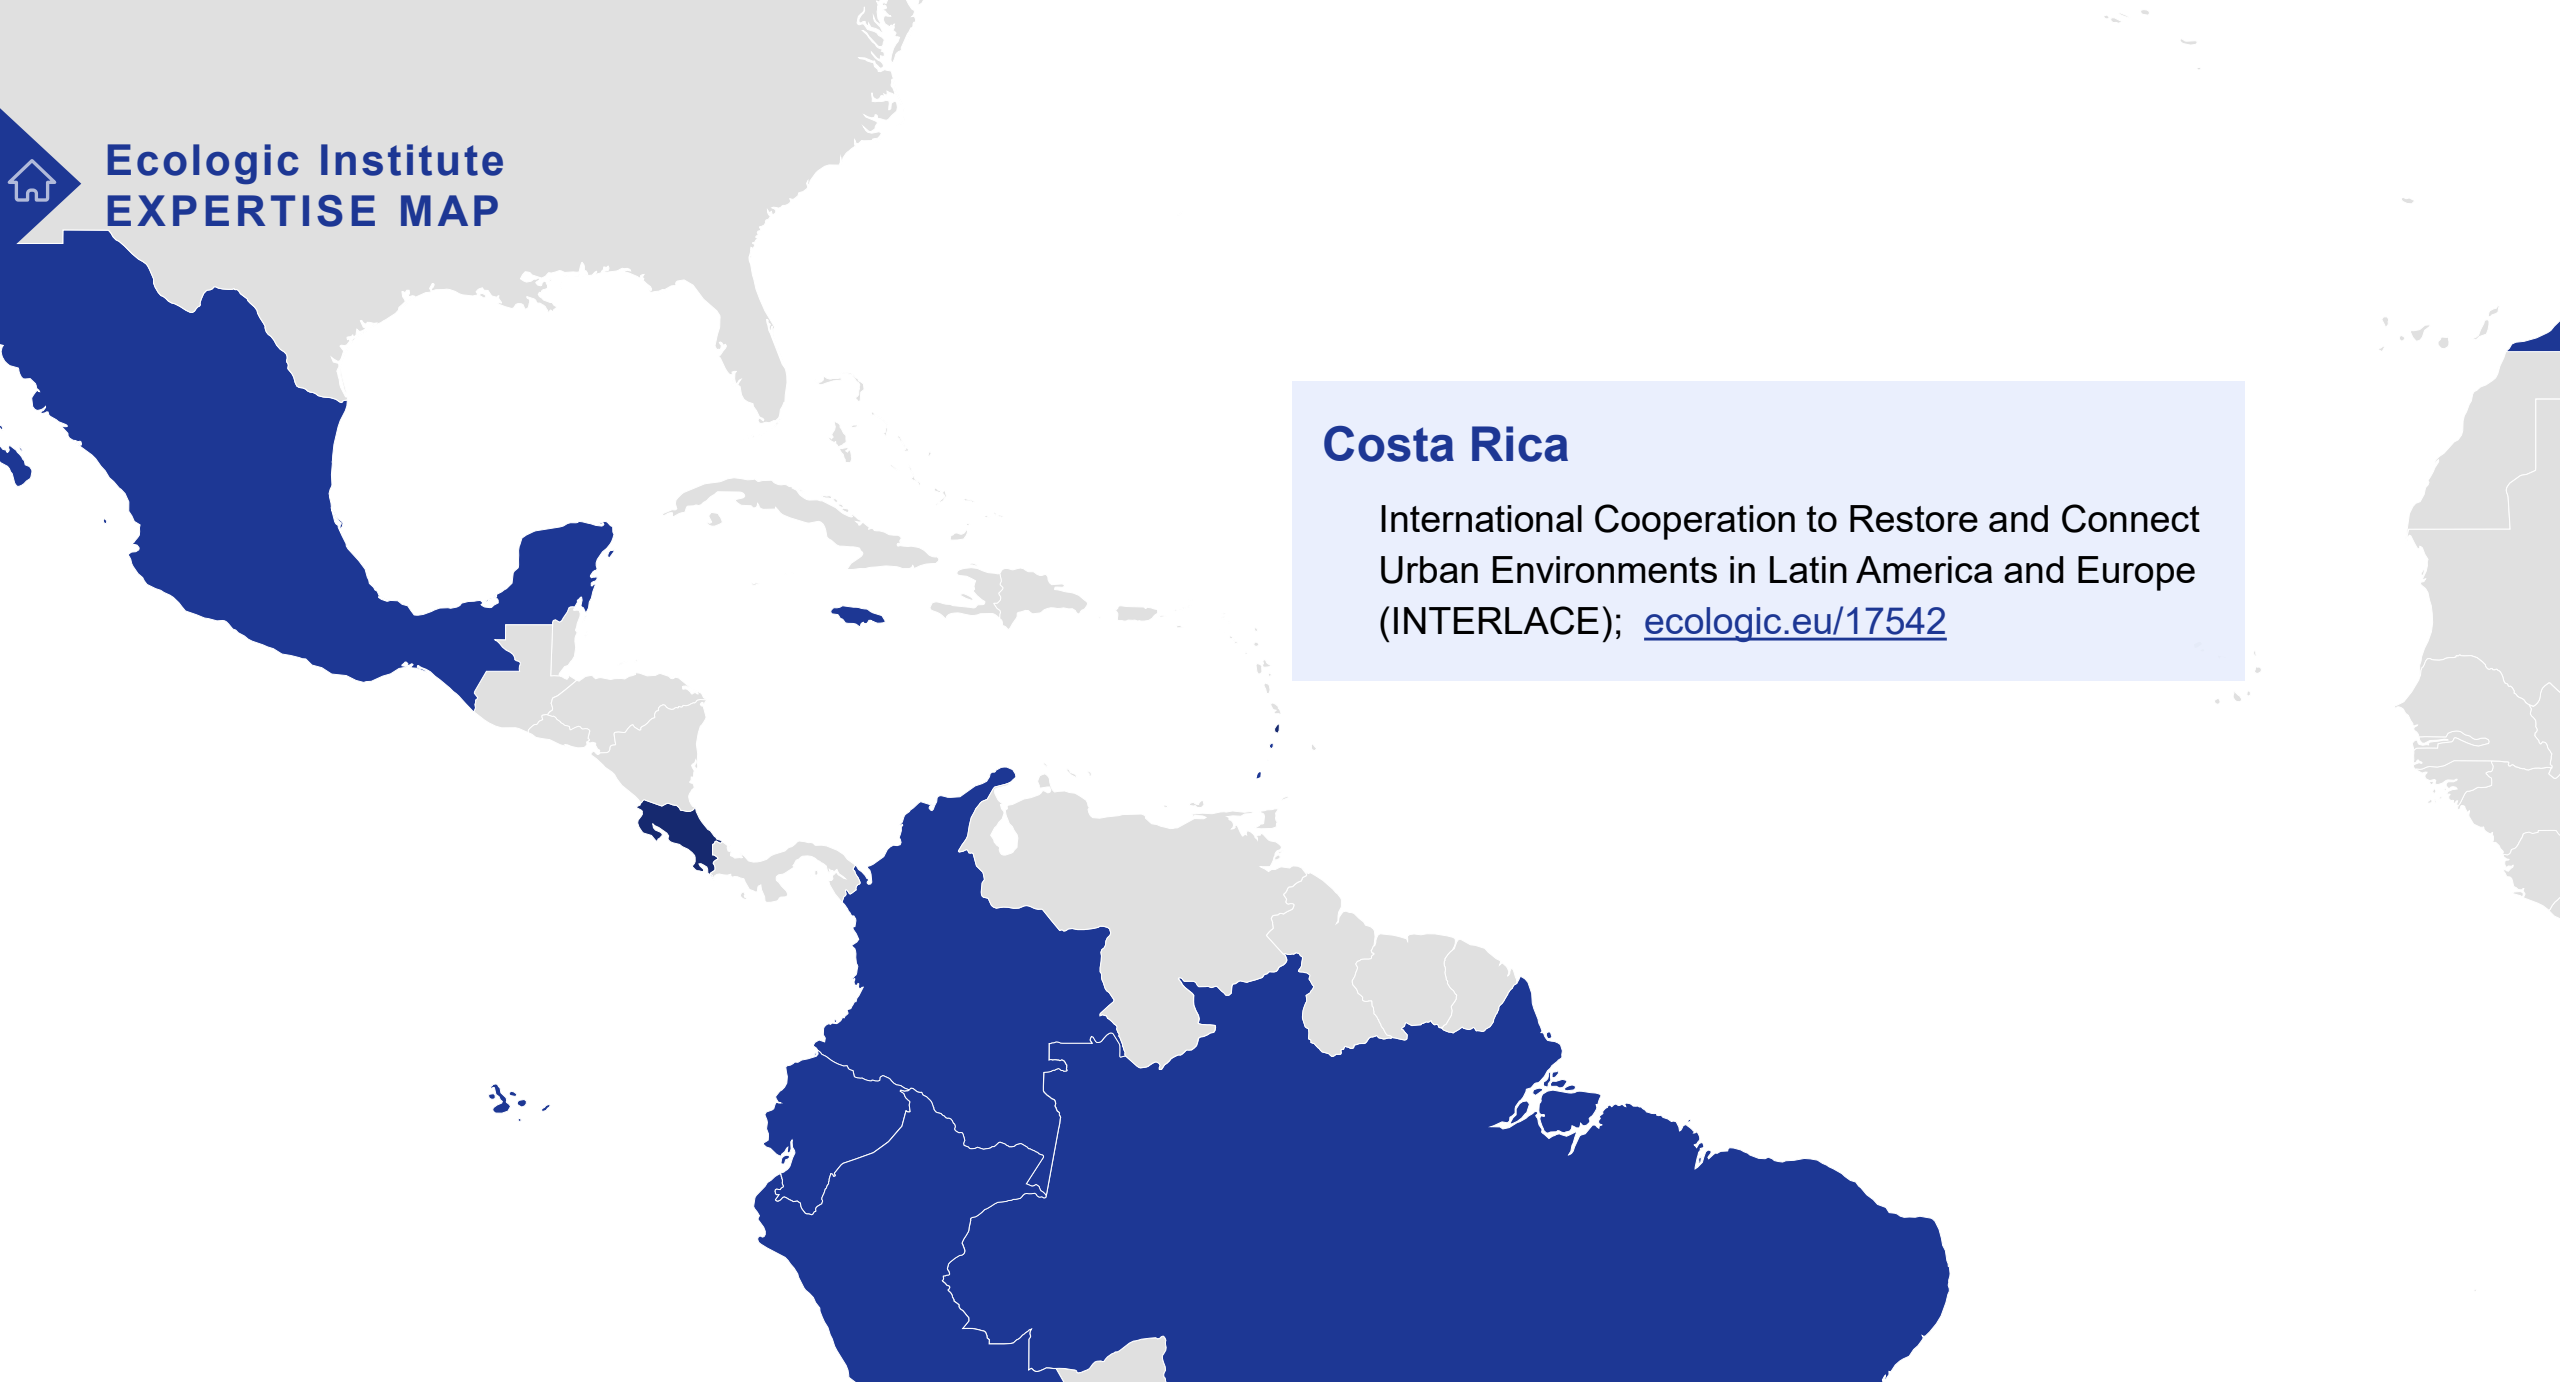 Ecologic Institute
EXPERTISE MAP
Costa Rica
International Cooperation to Restore and Connect
Urban Environments in Latin America and Europe
(INTERLACE); ecologic.eu/17542